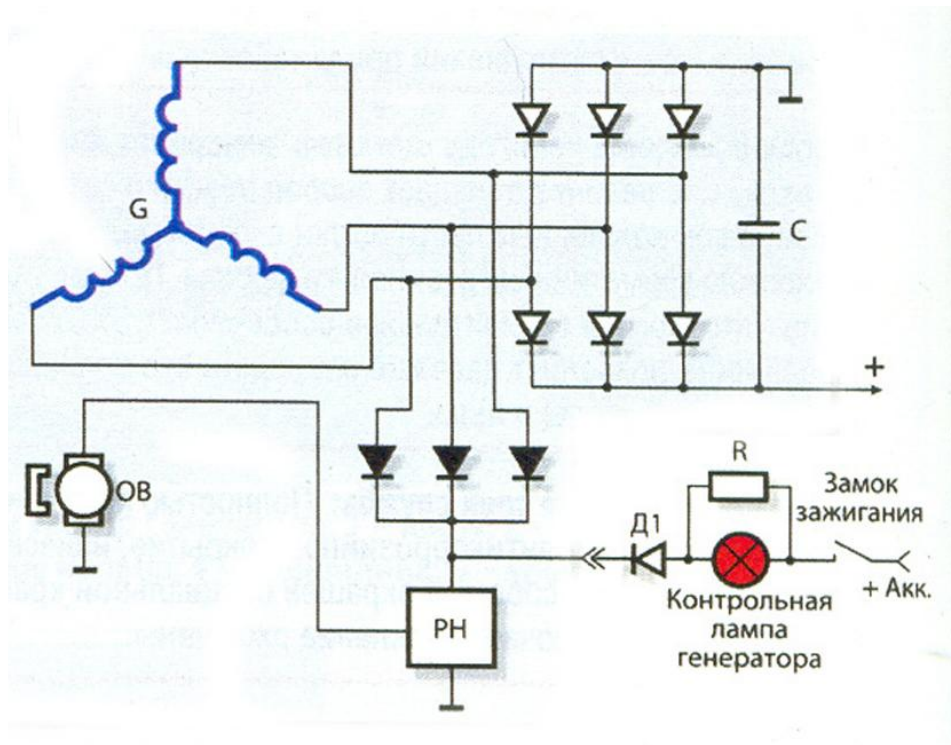 G
C
+
ОВ
R
Замок
зажигания
Д1
+ Акк.
Контрольная
лампа
генератора
РН